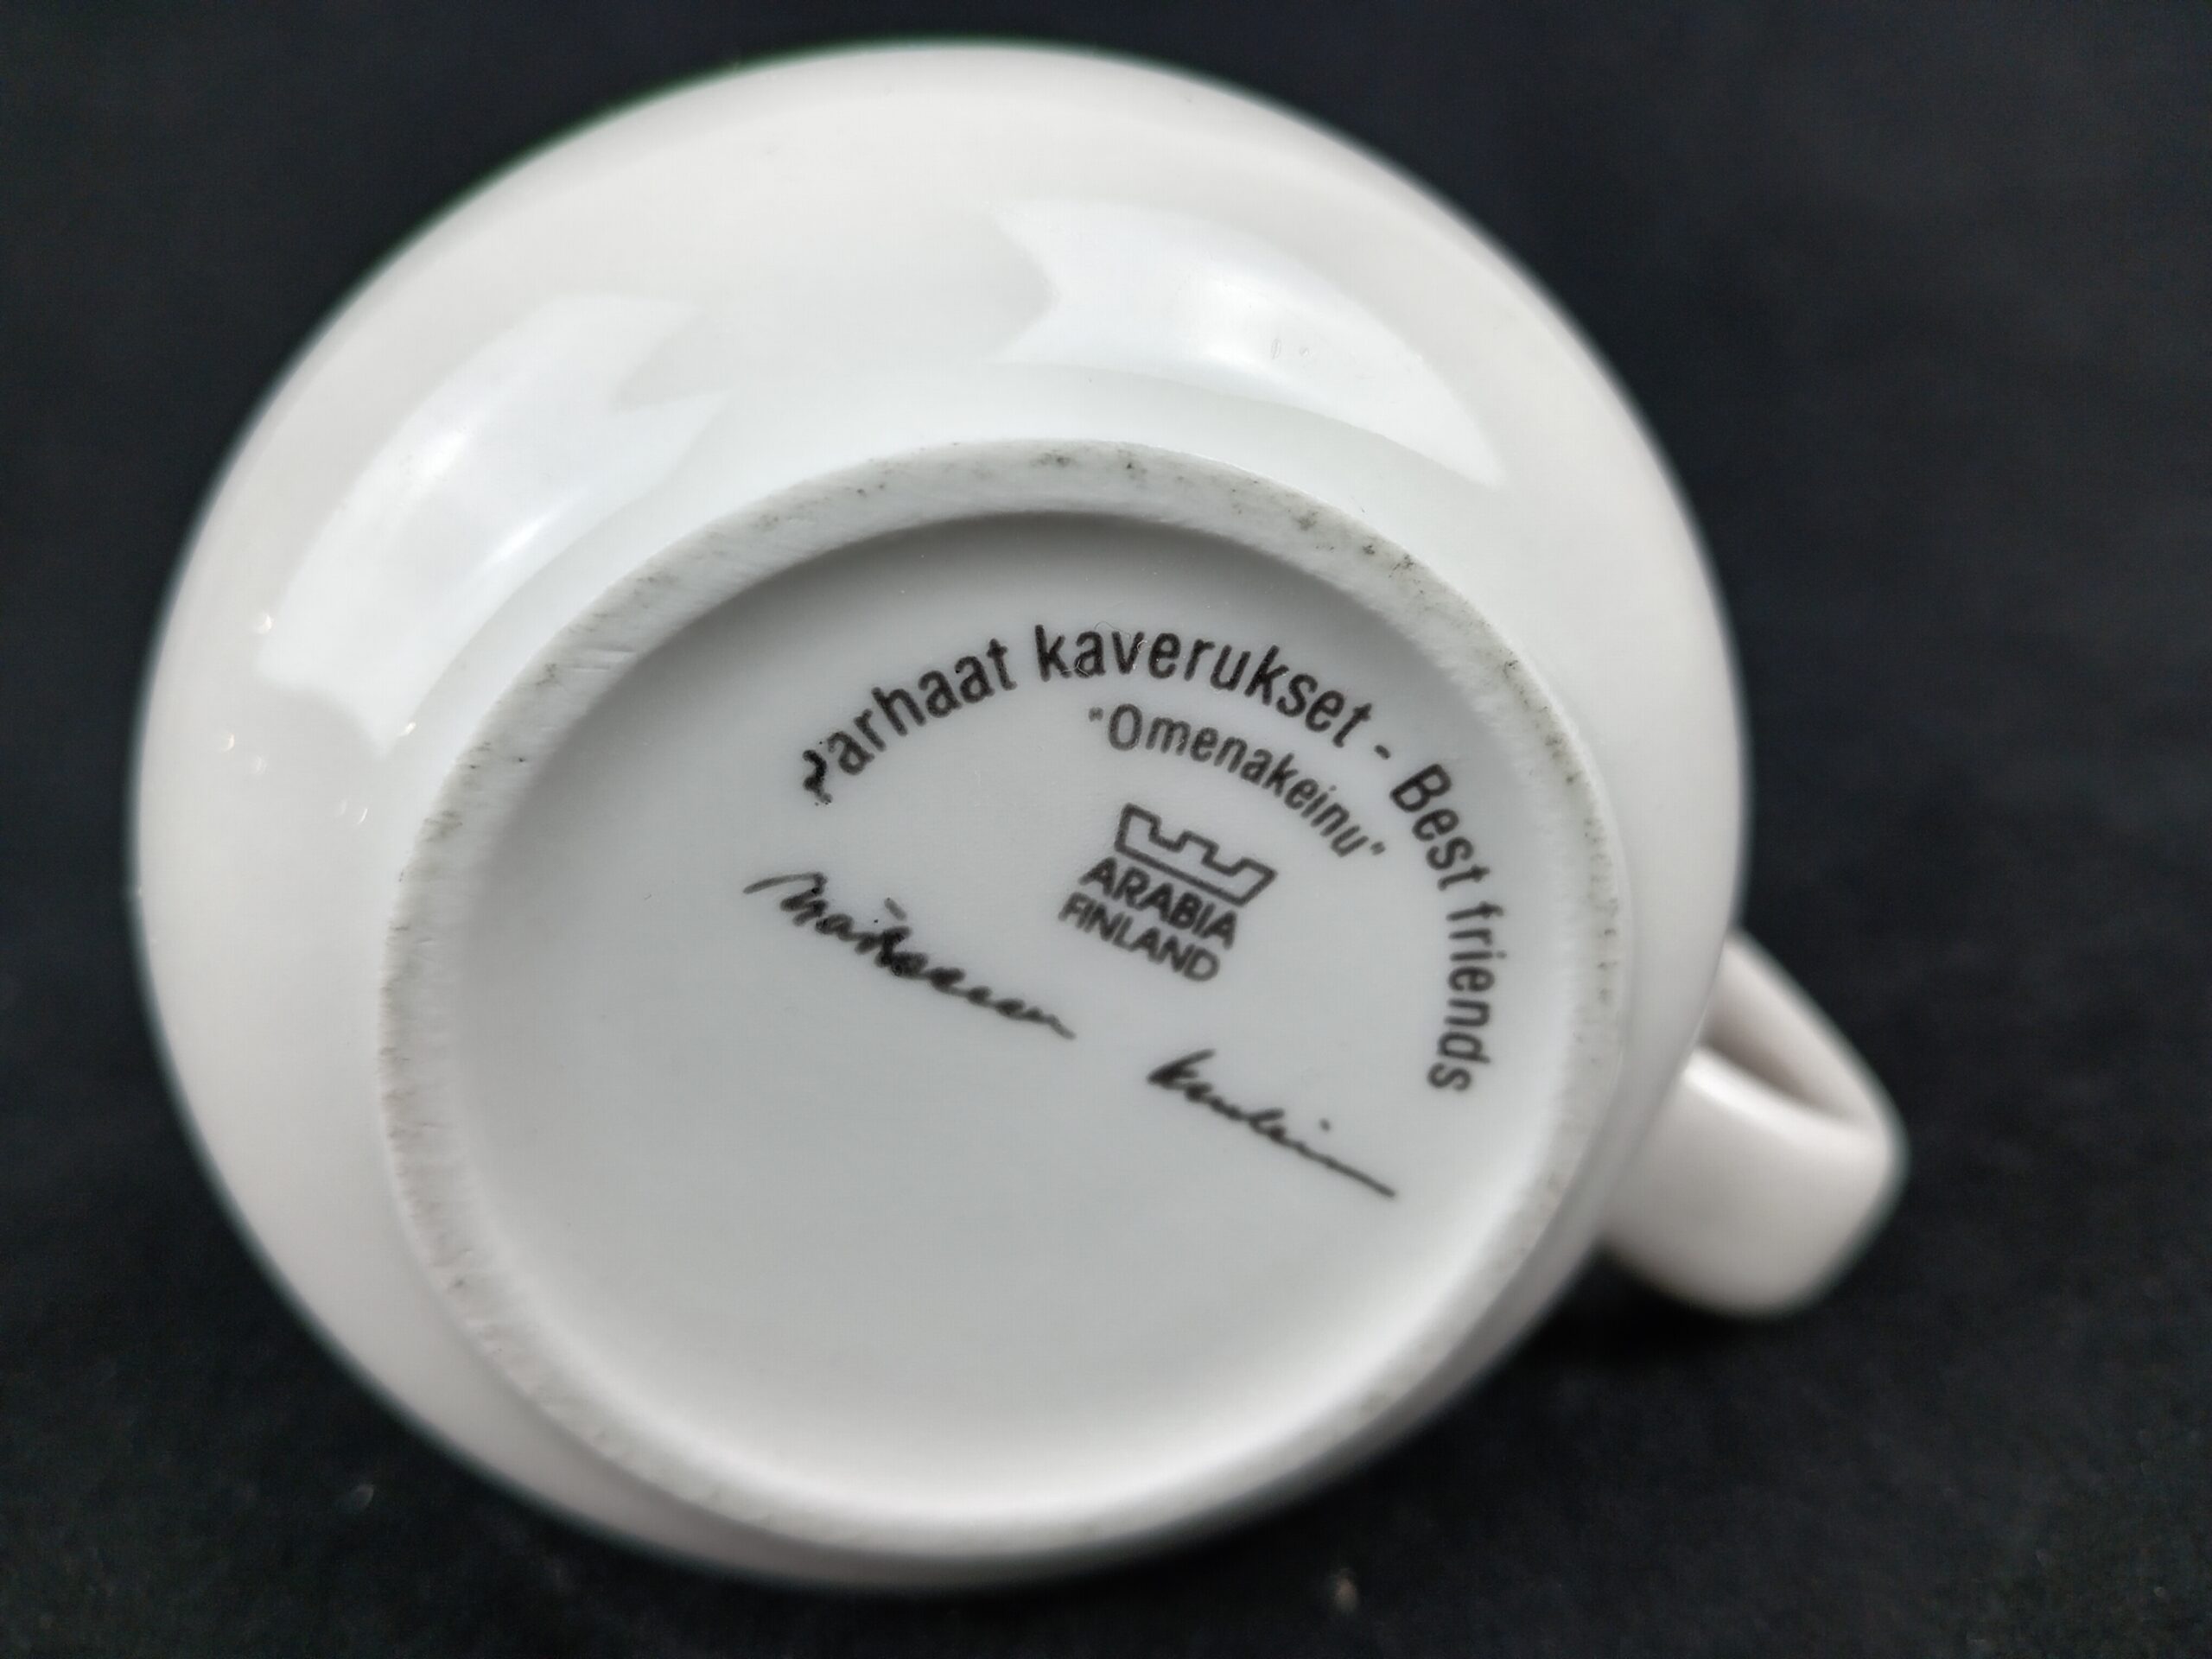 Parhaat kaverukset - Best friends
"Omenakeinu"
ARABIA
FINLAND